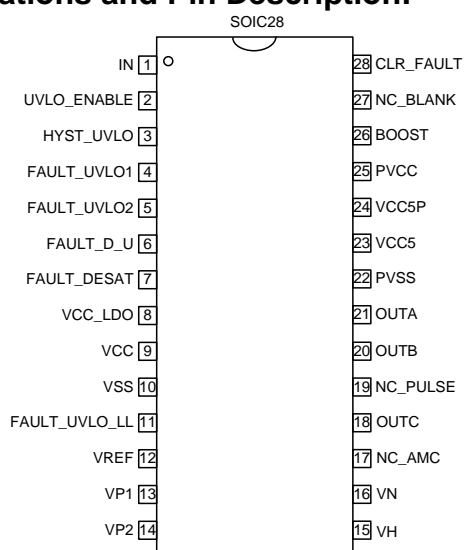 ations and Pin Description.
SOIC28
IN 1 28 CLR_FAULT
UVLO_ENABLE 2 27 NC_BLANK
HYST_UVLO 3 26 BOOST
FAULT_UVLO1 4 25 PVCC
FAULT_UVLO2 5 24 VCC5P
FAULT_D_U 6 23 VCC5
FAULT_DESAT 7 22 PVSS
VCC_LDO 8 21 OUTA
VCC 9 20 OUTB
VSS 10 19 NC_PULSE
FAULT_UVLO_LL 11 18 OUTC
VREF 12 17 NC_AMC
VP1 13 16 VN
VP2 14 15 VH